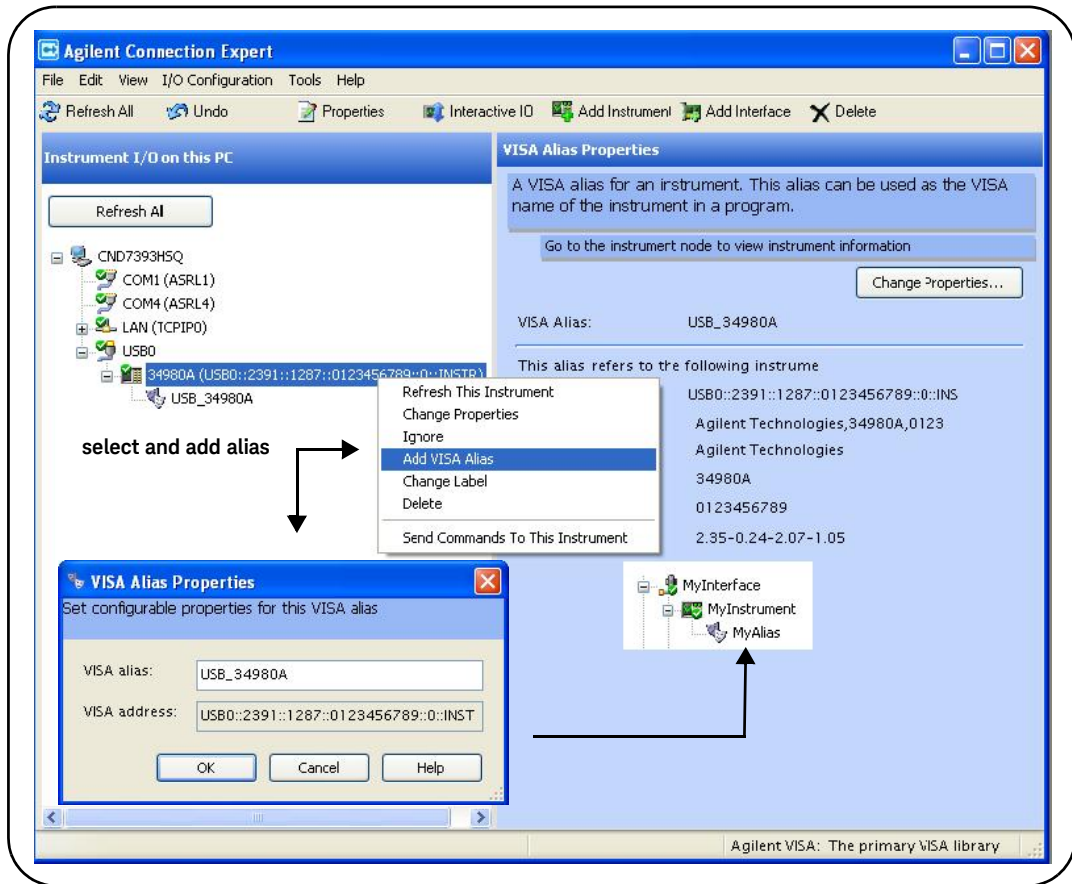 Agilent Connection Expert
File Edit View I/O Configuration Tools Help
Refresh All Undo Properties Interactive IO Add Instrument Add Interface Delete
Instrument I/O on this PC
Refresh All
CND7393HSQ
COM1 (ASRL1)
COM4 (ASRL4)
LAN (TCPIP0)
USB0
34980A (USB0::2391::1287::0123456789::0::INSTR)
USB_34980A
select and add alias
Refresh This Instrument
Change Properties
Ignore
Add VISA Alias
Change Label
Delete
Send Commands To This Instrument
VISA Alias Properties
A VISA alias for an instrument. This alias can be used as the VISA
name of the instrument in a program.
Go to the instrument node to view instrument information
Change Properties...
VISA Alias: USB_34980A
This alias refers to the following instrume
USB0::2391::1287::0123456789::0::INS
Agilent Technologies,34980A,0123
Agilent Technologies
34980A
0123456789
2.35-0.24-2.07-1.05
MyInterface
MyInstrument
MyAlias
VISA Alias Properties
Set configurable properties for this VISA alias
VISA alias: USB_34980A
VISA address: USB0::2391::1287::0123456789::0::INST
OK Cancel Help
Agilent VISA: The primary VISA library